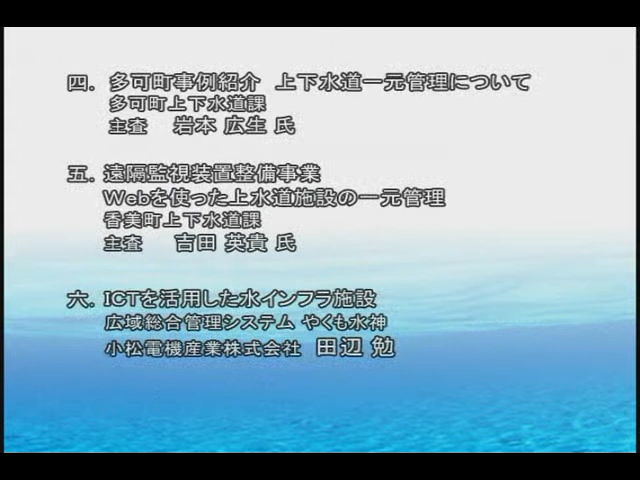 四. 多可町事例紹介 上下水道一元管理について
多可町上下水道課
主査 岩本 広生 氏
五. 遠隔監視装置整備事業
Webを使った上水道施設の一元管理
香美町上下水道課
主査 吉田 英貴 氏
六. ICTを活用した水インフラ施設
広域総合管理システム やくも水神
小松電機産業株式会社 田辺 勉